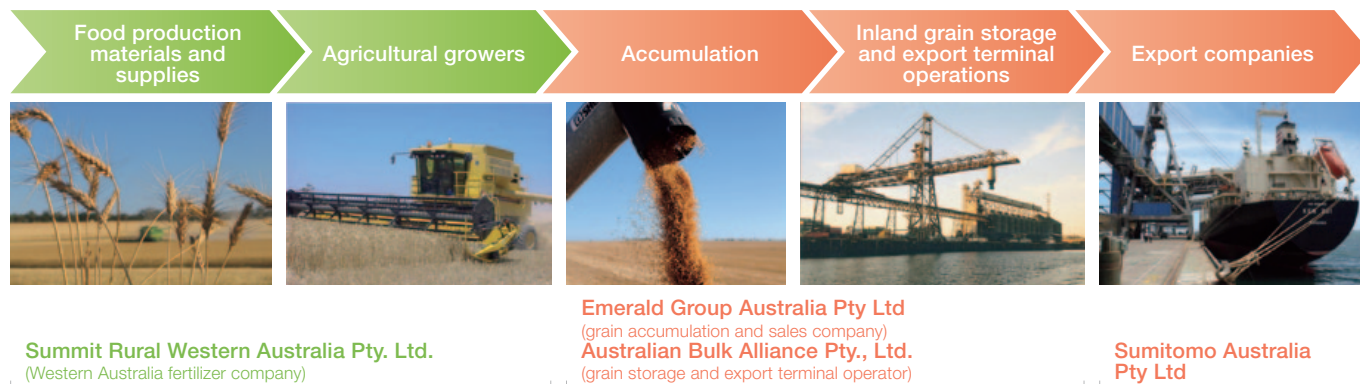 Food production
materials and
supplies
Agricultural growers
Accumulation
Inland grain storage
and export terminal
operations
Export companies
Emerald Group Australia Pty Ltd
(grain accumulation and sales company)
Summit Rural Western Australia Pty. Ltd.
(Western Australia fertilizer company)
Australian Bulk Alliance Pty., Ltd.
(grain storage and export terminal operator)
Sumitomo Australia
Pty Ltd